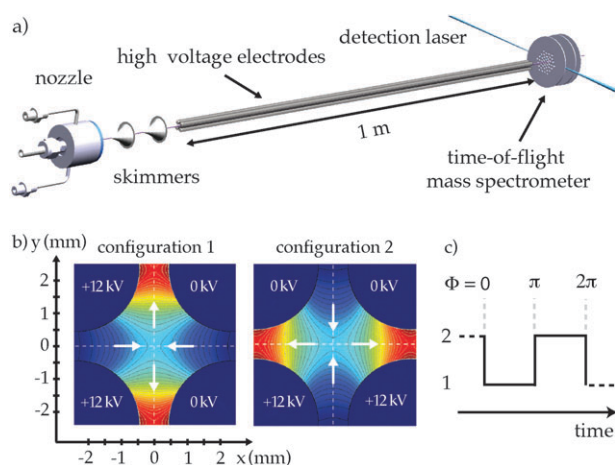 a)
nozzle
high voltage electrodes
detection laser
1 m
skimmers
time-of-flight
mass spectrometer
b) y (mm)
configuration 1
configuration 2
c)
2
1
0
-1
-2
+12 kV
0 kV
+12 kV
0 kV
-2 -1 0 1 2 x (mm)
+12 kV
0 kV
0 kV
+12 kV
Φ = 0 π 2π
2
1
time